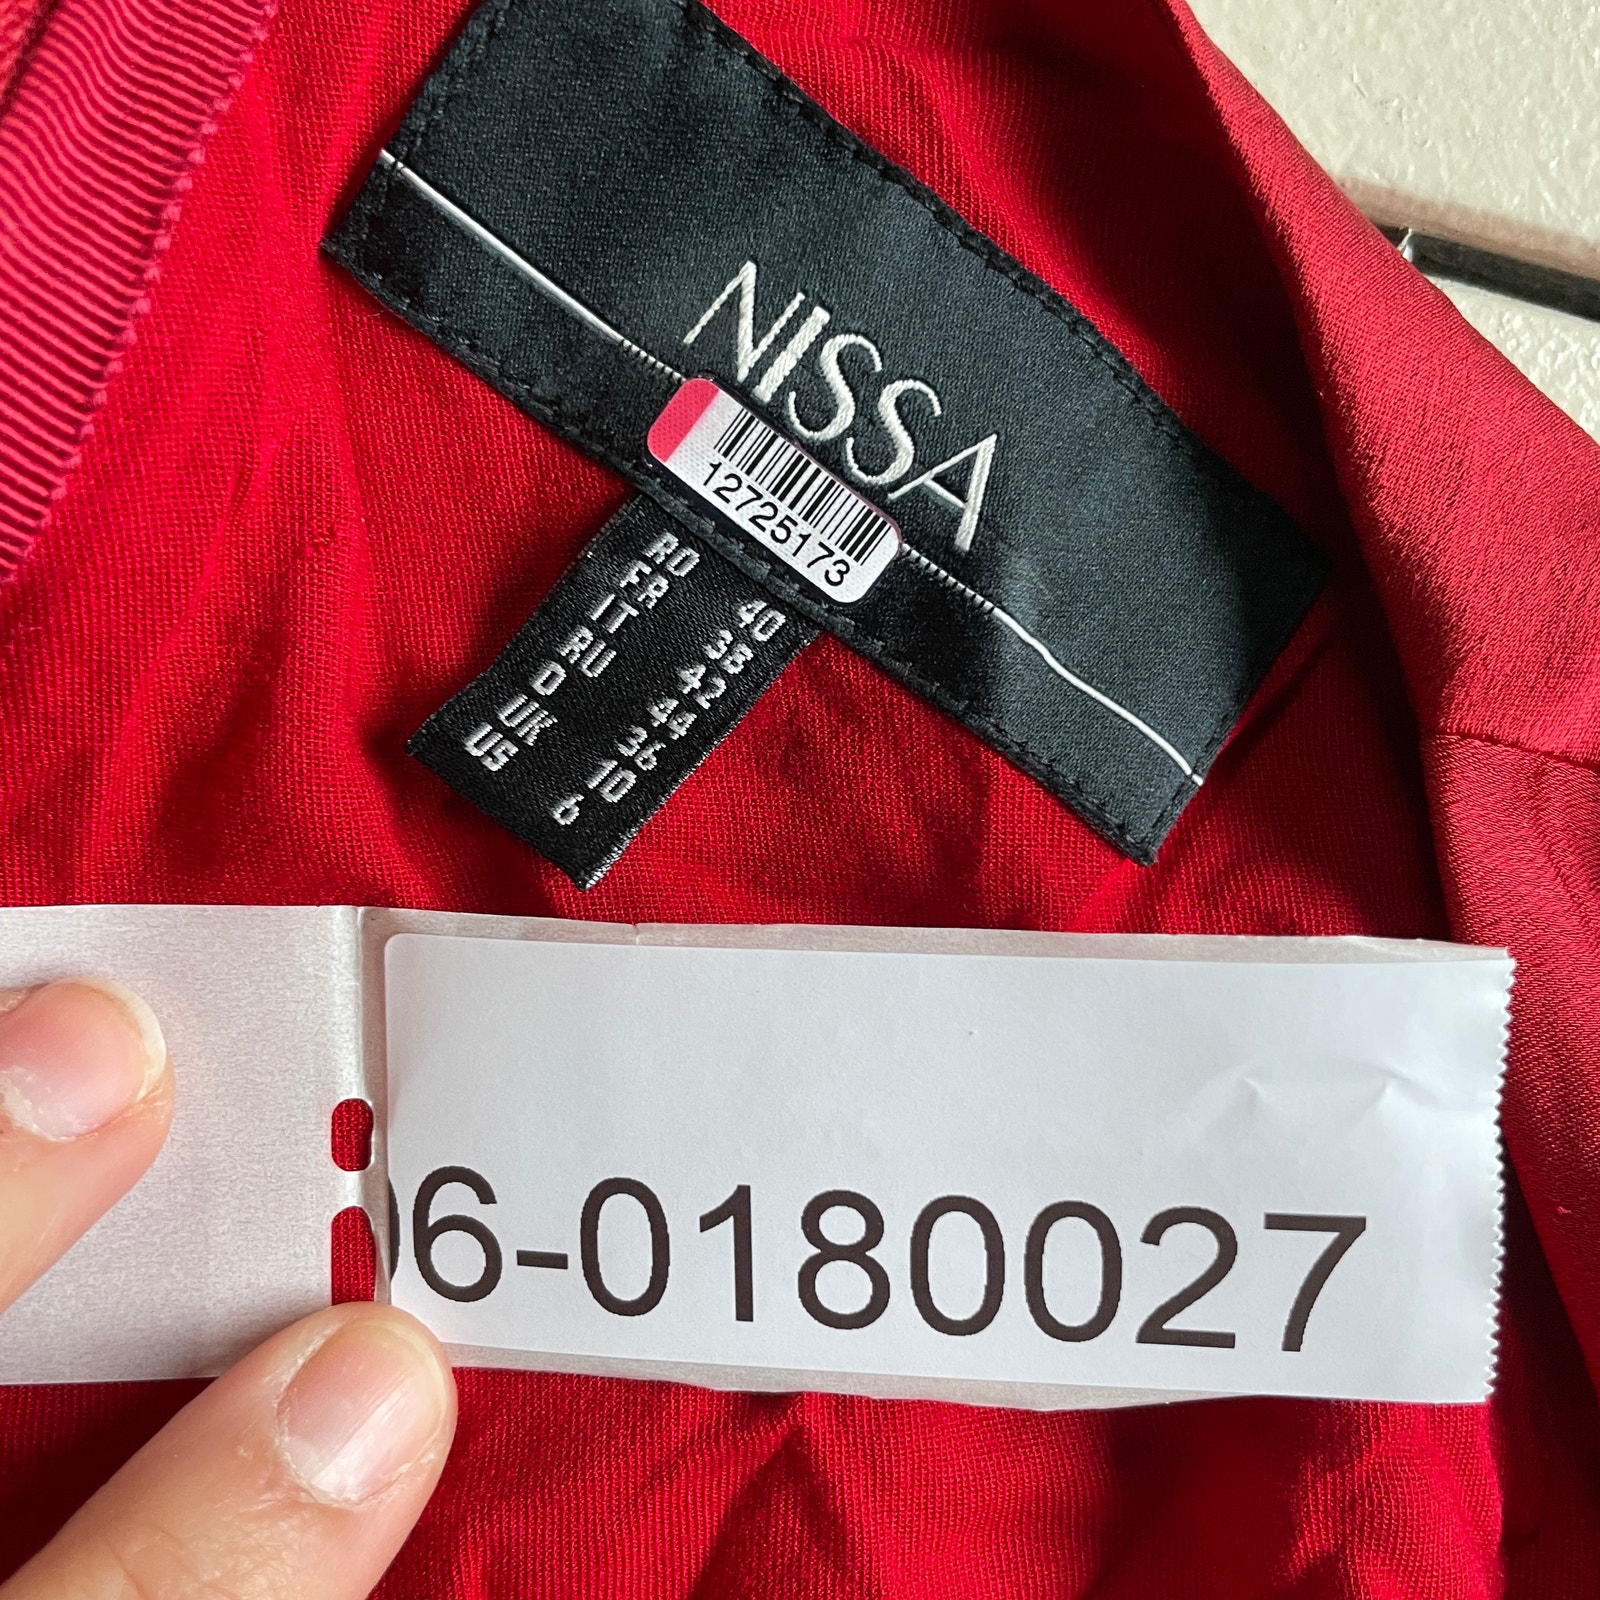 NISSA
12725173
RO 40
FR 38
IT 42
RU 44
D 36
UK 10
US 6
06-0180027